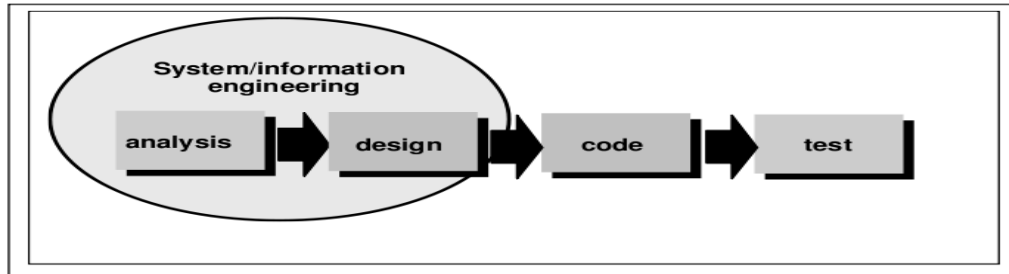 System/information
engineering
analysis
design
code
test